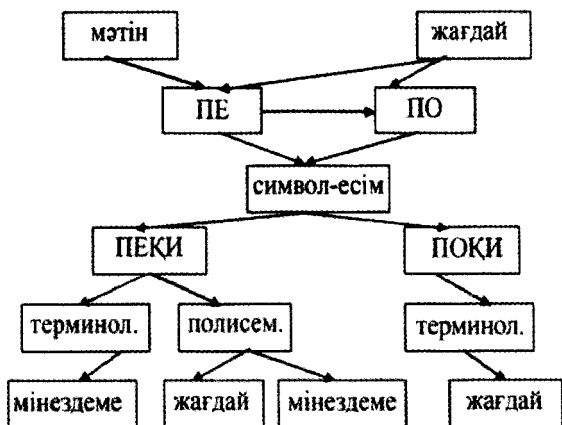 мәтін
жағдай
ПЕ
ПО
символ-есім
ПЕҚИ
ПОҚИ
терминол.
полисем.
терминол.
мінездеме
жағдай
мінездеме
жағдай